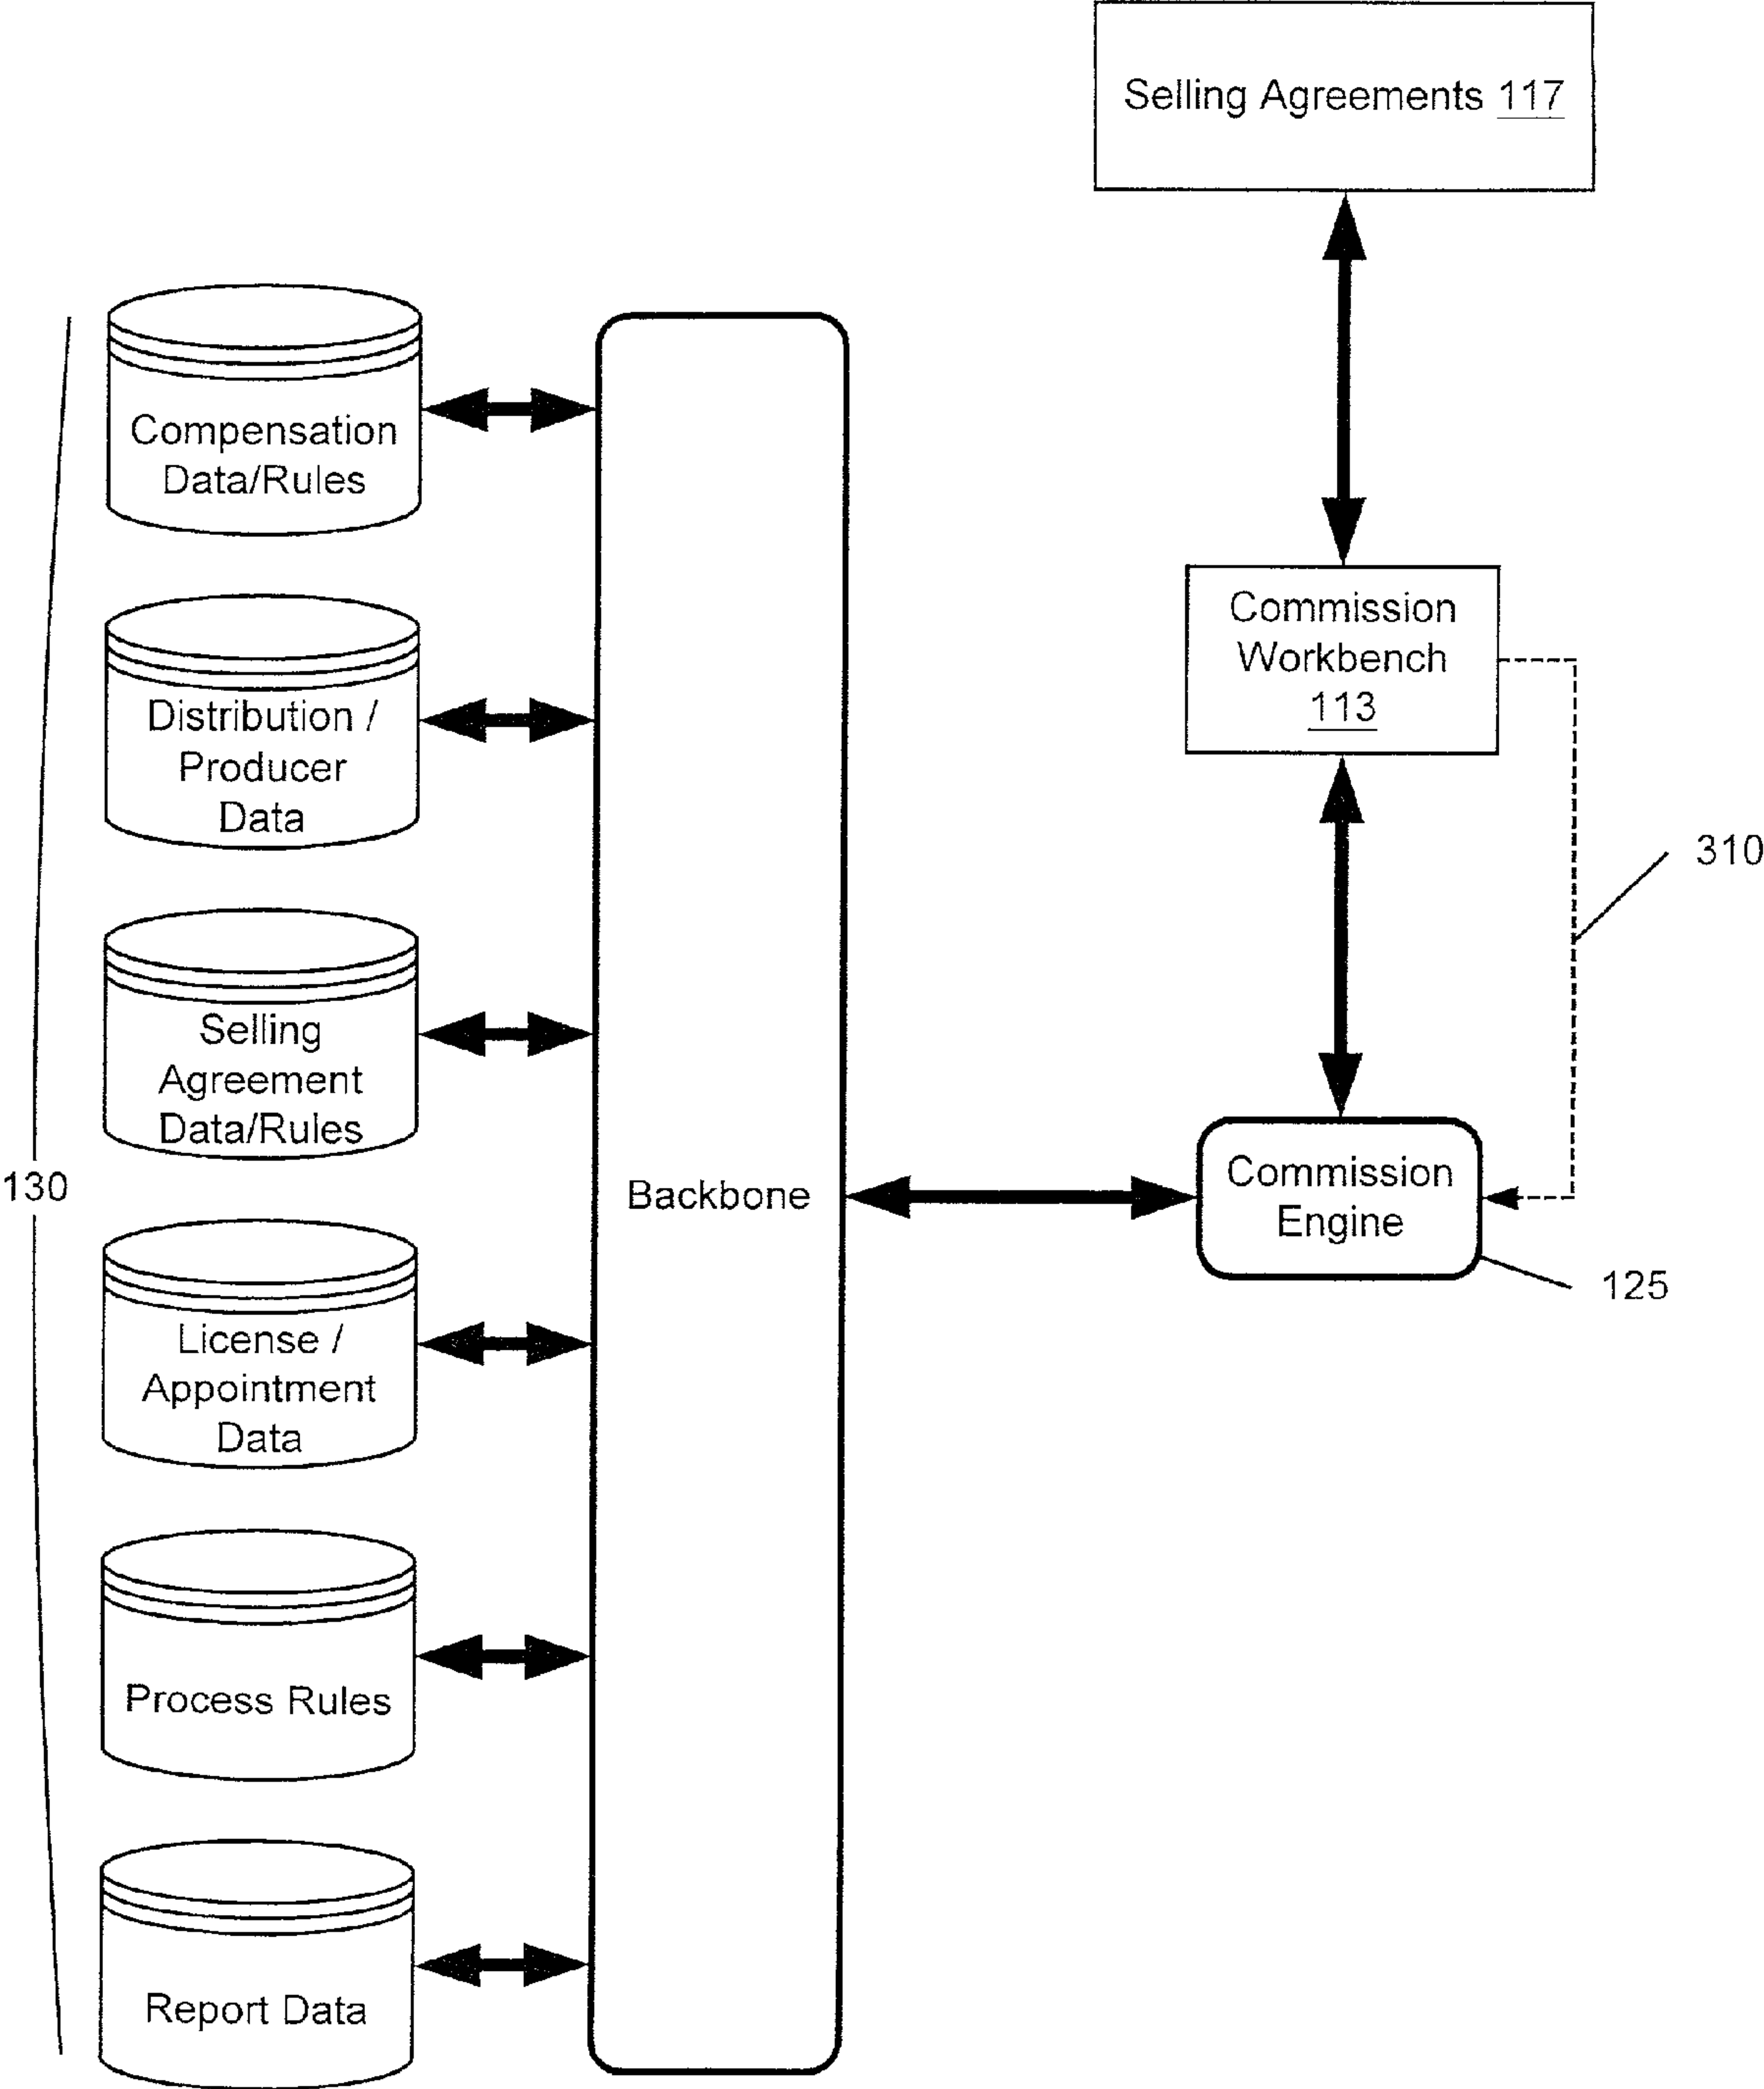 Selling Agreements 117
Compensation
Data/Rules
Distribution /
Producer
Data
Selling
Agreement
Data/Rules
130
License /
Appointment
Data
Process Rules
Report Data
Backbone
Commission
Workbench
113
310
Commission
Engine
125